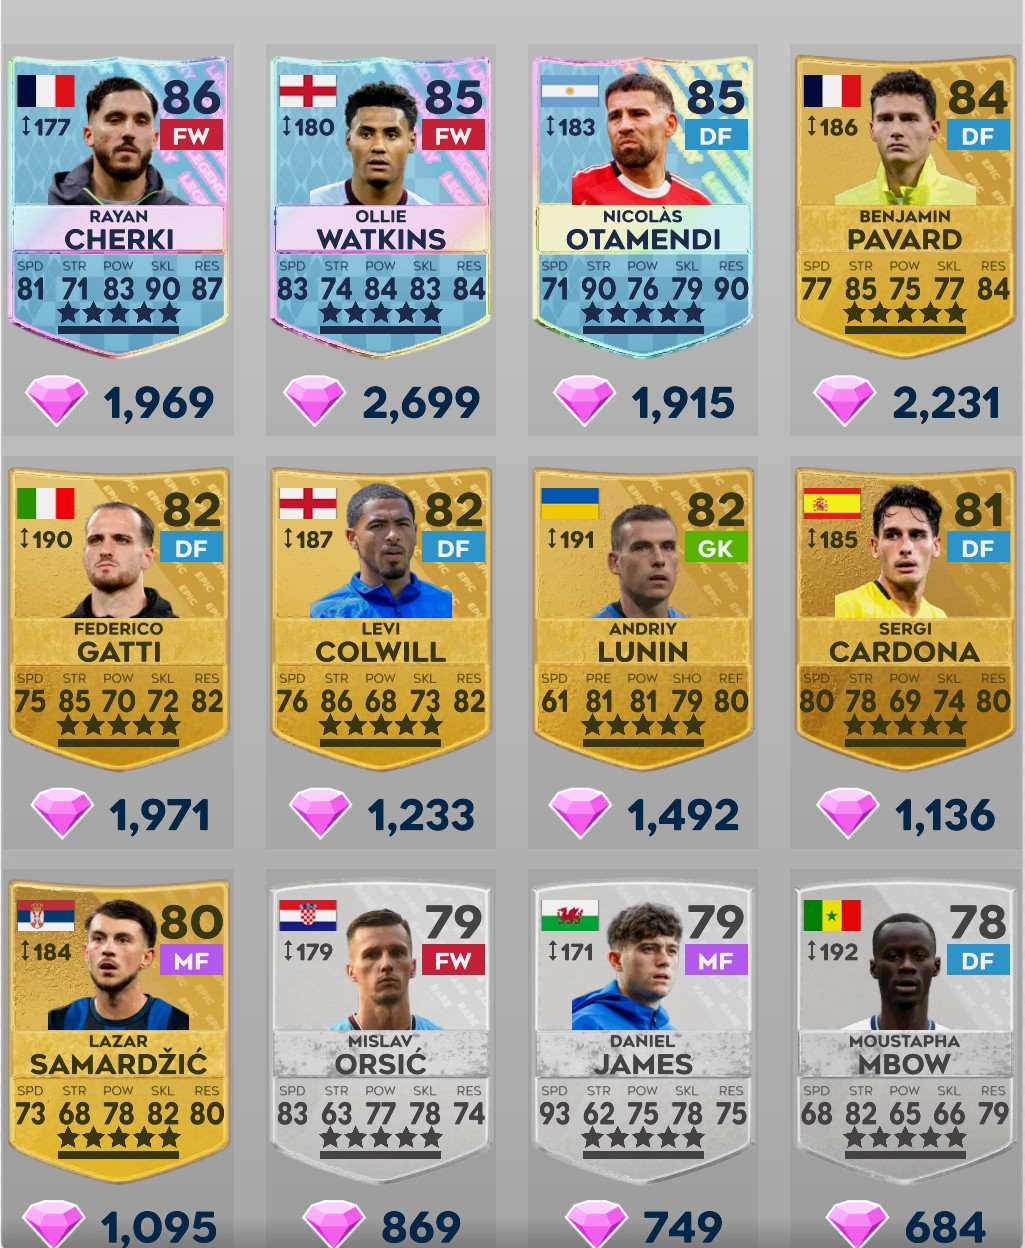 86
177
FW
RAYAN
CHERKI
SPD STR POW SKL RES
81 71 83 90 87
1,969
85
180
FW
OLLIE
WATKINS
SPD STR POW SKL RES
83 74 84 83 84
2,699
85
183
DF
NICOLÀS
OTAMENDI
SPD STR POW SKL RES
71 90 76 79 90
1,915
84
186
DF
BENJAMIN
PAVARD
SPD STR POW SKL RES
77 85 75 77 84
2,231
82
190
DF
FEDERICO
GATTI
SPD STR POW SKL RES
75 85 70 72 82
1,971
82
187
DF
LEVI
COLWILL
SPD STR POW SKL RES
76 86 68 73 82
1,233
82
191
GK
ANDRIY
LUNIN
SPD PRE POW SHO REF
61 81 81 79 80
1,492
81
185
DF
SERGI
CARDONA
SPD STR POW SKL RES
80 78 69 74 80
1,136
80
184
MF
LAZAR
SAMARDŽIĆ
SPD STR POW SKL RES
73 68 78 82 80
1,095
79
179
FW
MISLAV
ORSIĆ
SPD STR POW SKL RES
83 63 77 78 74
869
79
171
MF
DANIEL
JAMES
SPD STR POW SKL RES
93 62 75 78 75
749
78
192
DF
MOUSTAPHA
MBOW
SPD STR POW SKL RES
68 82 65 66 79
684